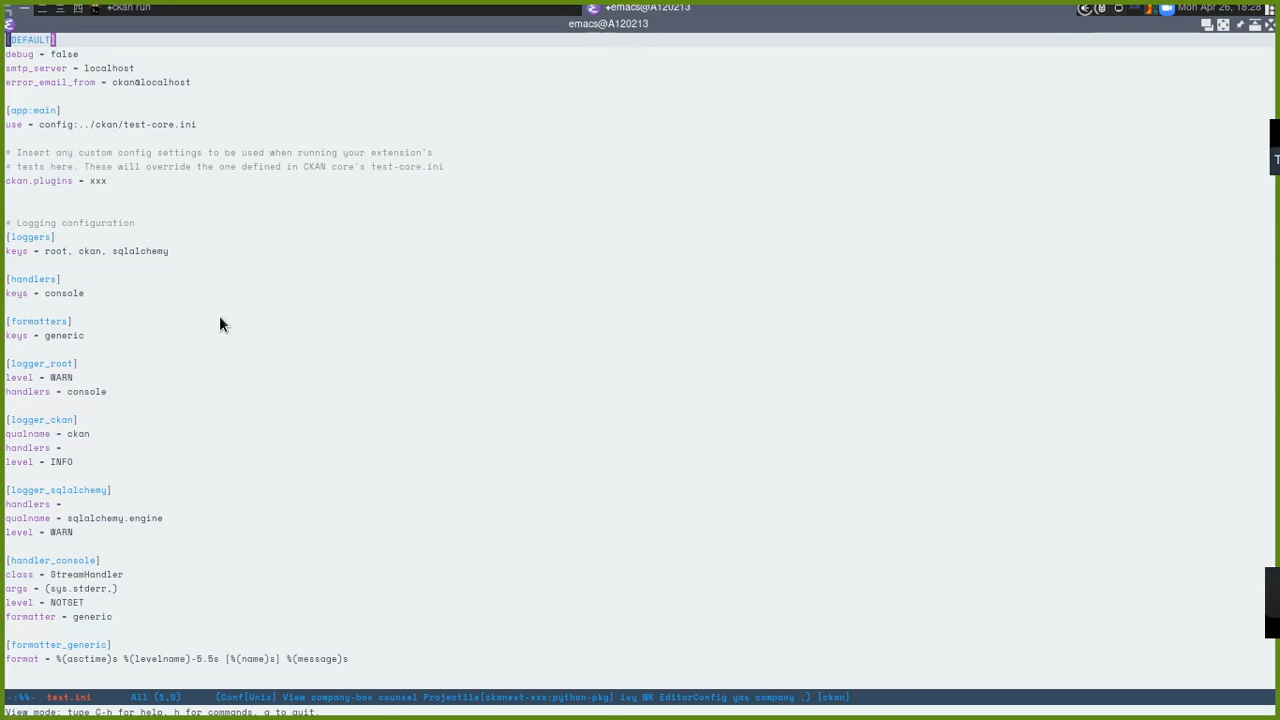 +ckan run
+emacs@A120213
Mon Apr 26, 18:28
emacs@A120213
[DEFAULT]
debug = false
smtp_server = localhost
error_email_from = ckan@localhost
[app:main]
use = config:../ckan/test-core.ini
# Insert any custom config settings to be used when running your extension's
# tests here. These will override the one defined in CKAN core's test-core.ini
ckan.plugins = xxx
# Logging configuration
[loggers]
keys = root, ckan, sqlalchemy
[handlers]
keys = console
[formatters]
keys = generic
[logger_root]
level = WARN
handlers = console
[logger_ckan]
qualname = ckan
handlers =
level = INFO
[logger_sqlalchemy]
handlers =
qualname = sqlalchemy.engine
level = WARN
[handler_console]
class = StreamHandler
args = (sys.stderr,)
level = NOTSET
formatter = generic
[formatter_generic]
format = %(asctime)s %(levelname)-5.5s [%(name)s] %(message)s
-:%%- test.ini All (1,0) (Conf[Unix] View company-box counsel Projectile[ckanext-xxx:python-pkg] ivy WK EditorConfig yas company ,) [ckan]
View mode: type C-h for help, h for commands, q to quit.